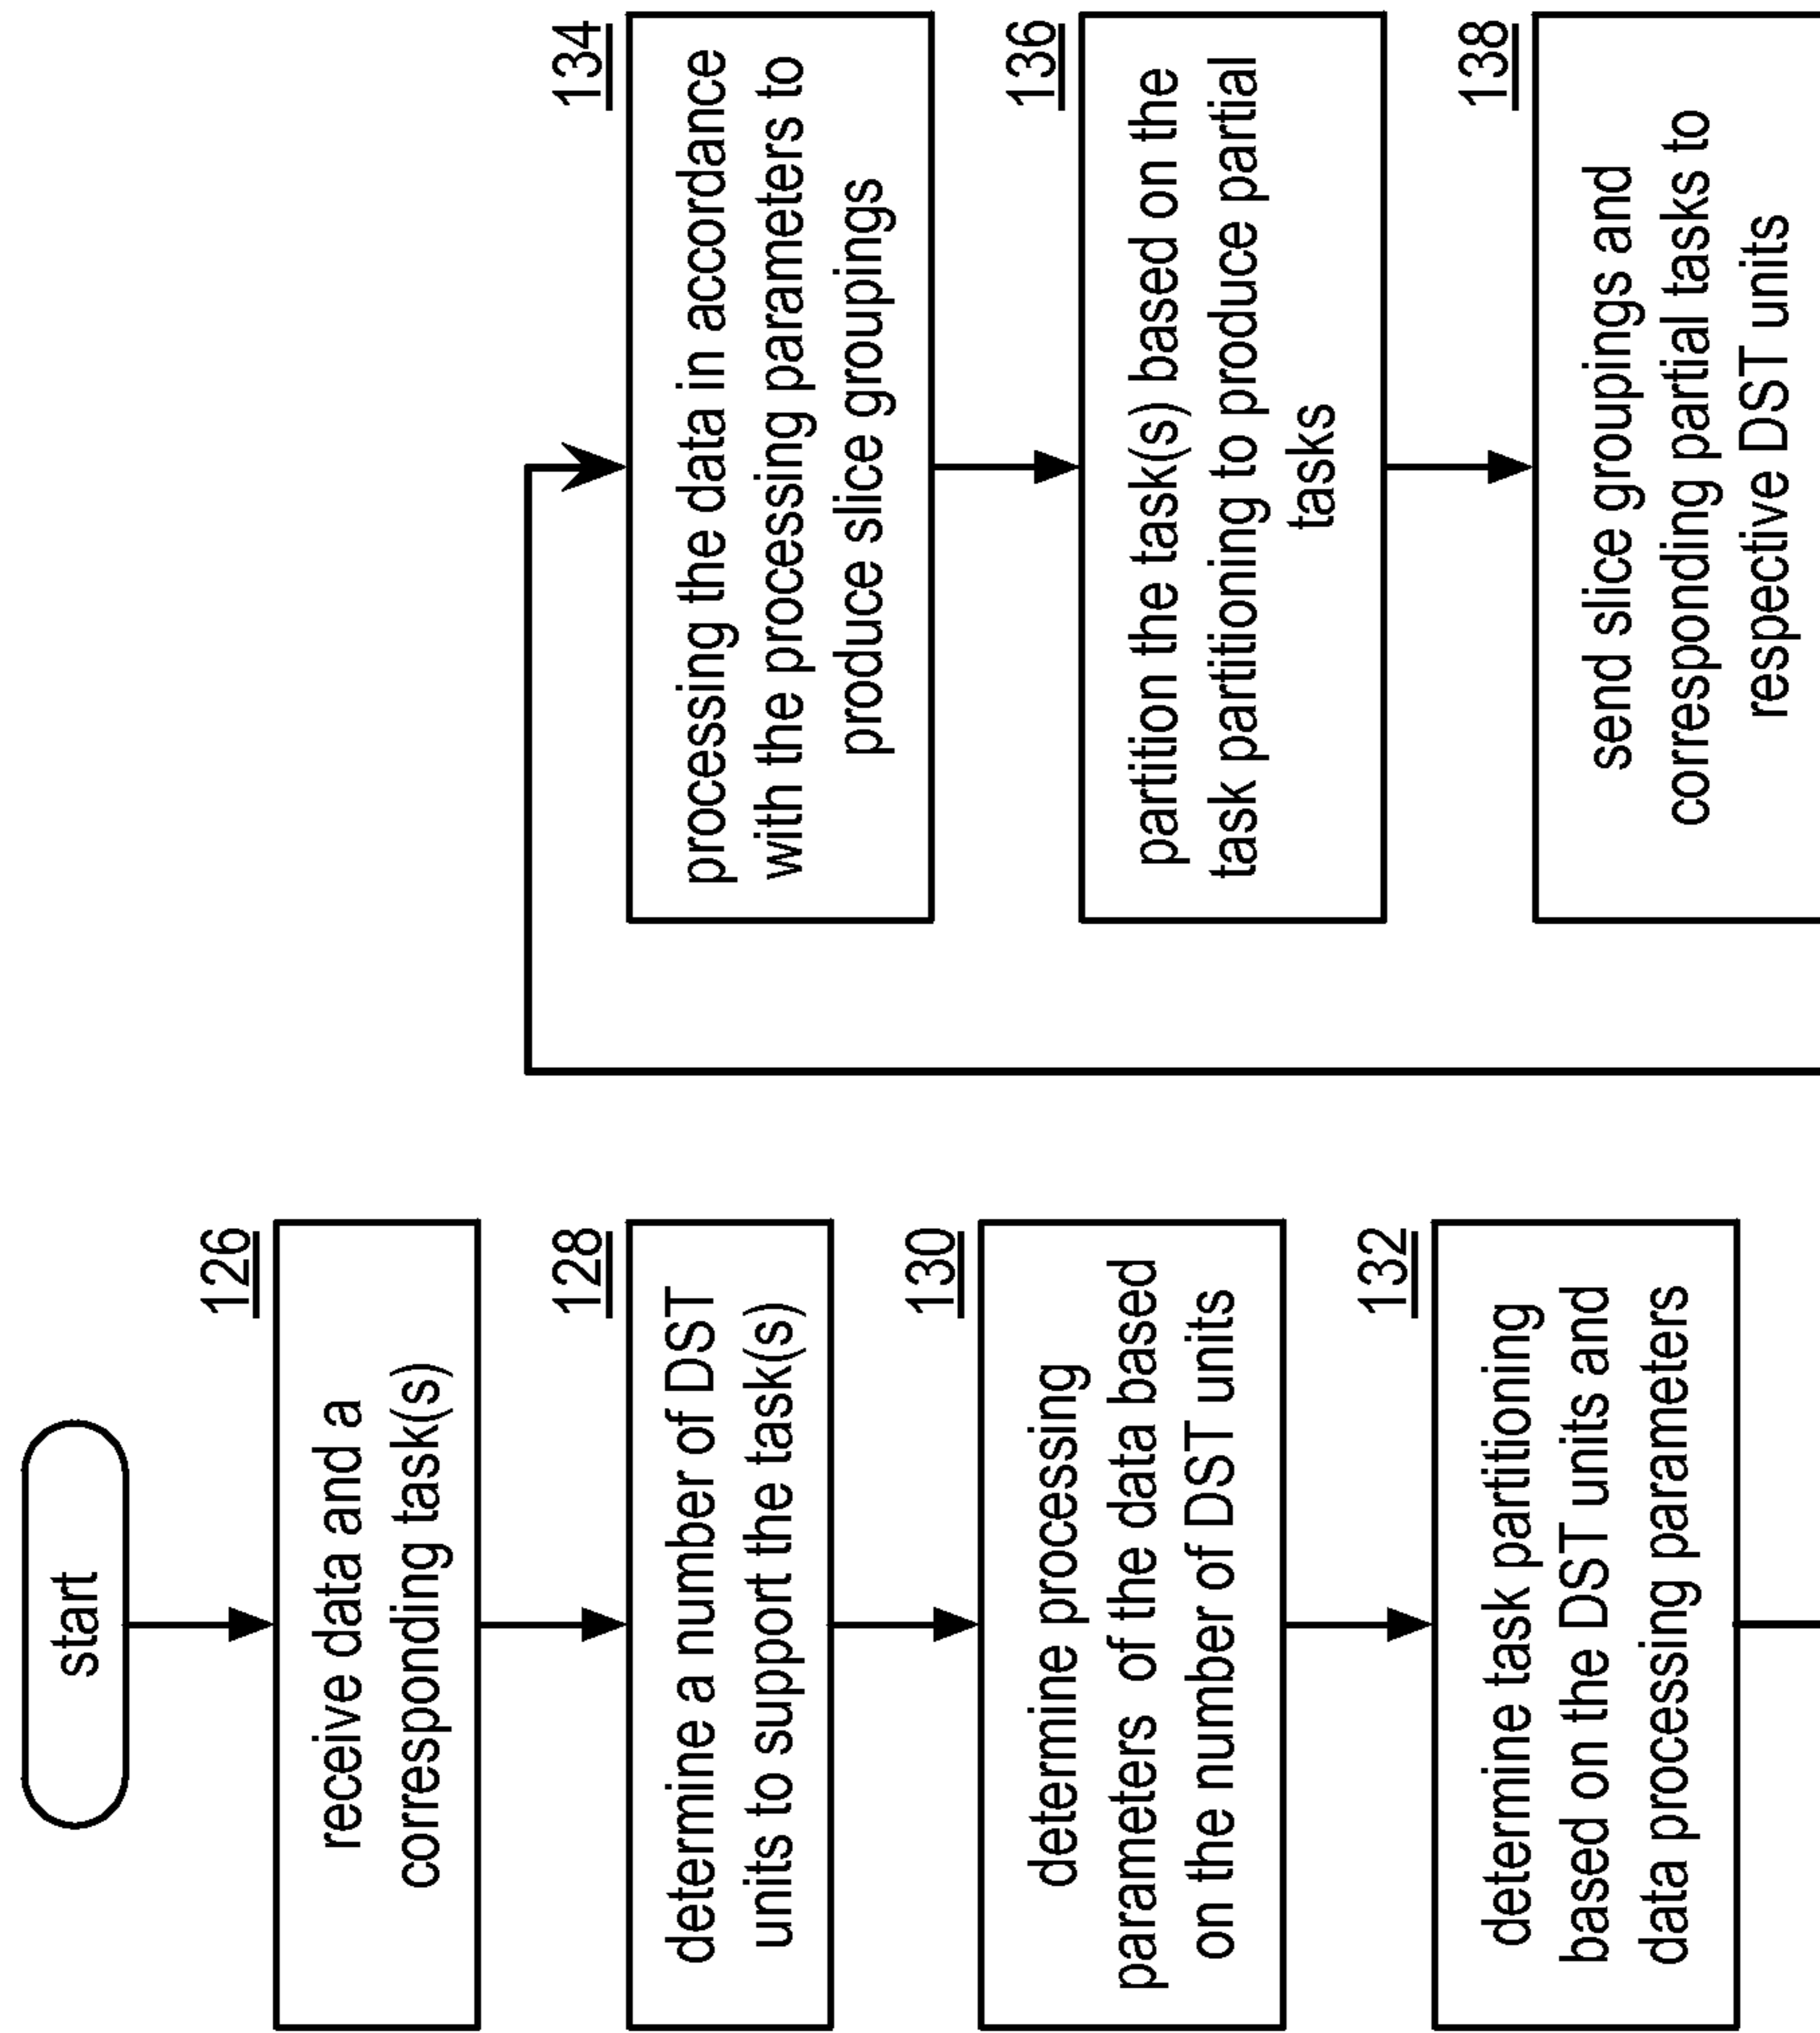 start
126
receive data and a
corresponding task(s)
128
determine a number of DST
units to support the task(s)
130
determine processing
parameters of the data based
on the number of DST units
132
determine task partitioning
based on the DST units and
data processing parameters
134
processing the data in accordance
with the processing parameters to
produce slice groupings
136
partition the task(s) based on the
task partitioning to produce partial
tasks
138
send slice groupings and
corresponding partial tasks to
respective DST units